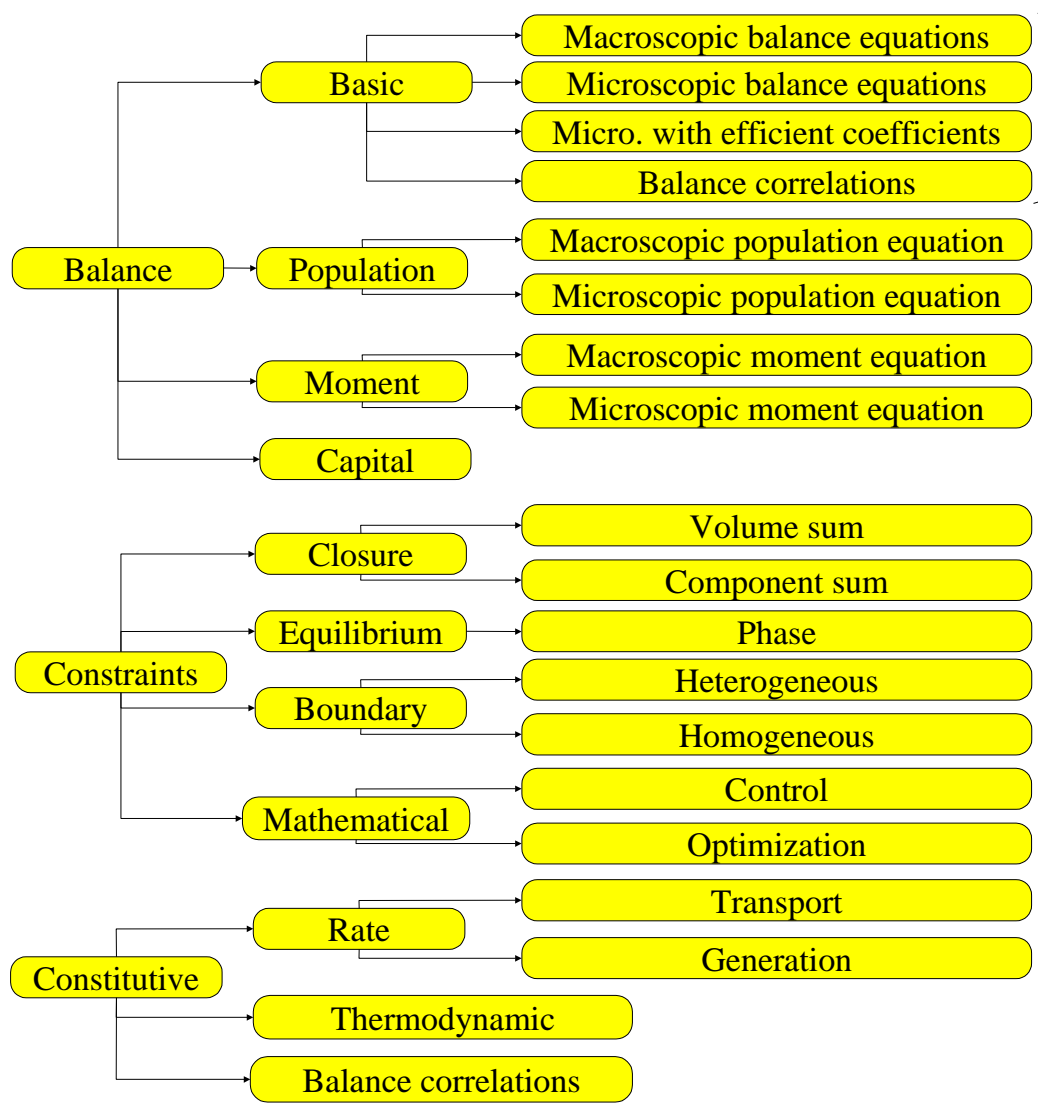 Macroscopic balance equations
Basic
Microscopic balance equations
Micro. with efficient coefficients
Balance correlations
Macroscopic population equation
Balance
Population
Microscopic population equation
Macroscopic moment equation
Moment
Microscopic moment equation
Capital
Volume sum
Closure
Component sum
Equilibrium
Phase
Constraints
Heterogeneous
Boundary
Homogeneous
Control
Mathematical
Optimization
Transport
Rate
Generation
Constitutive
Thermodynamic
Balance correlations